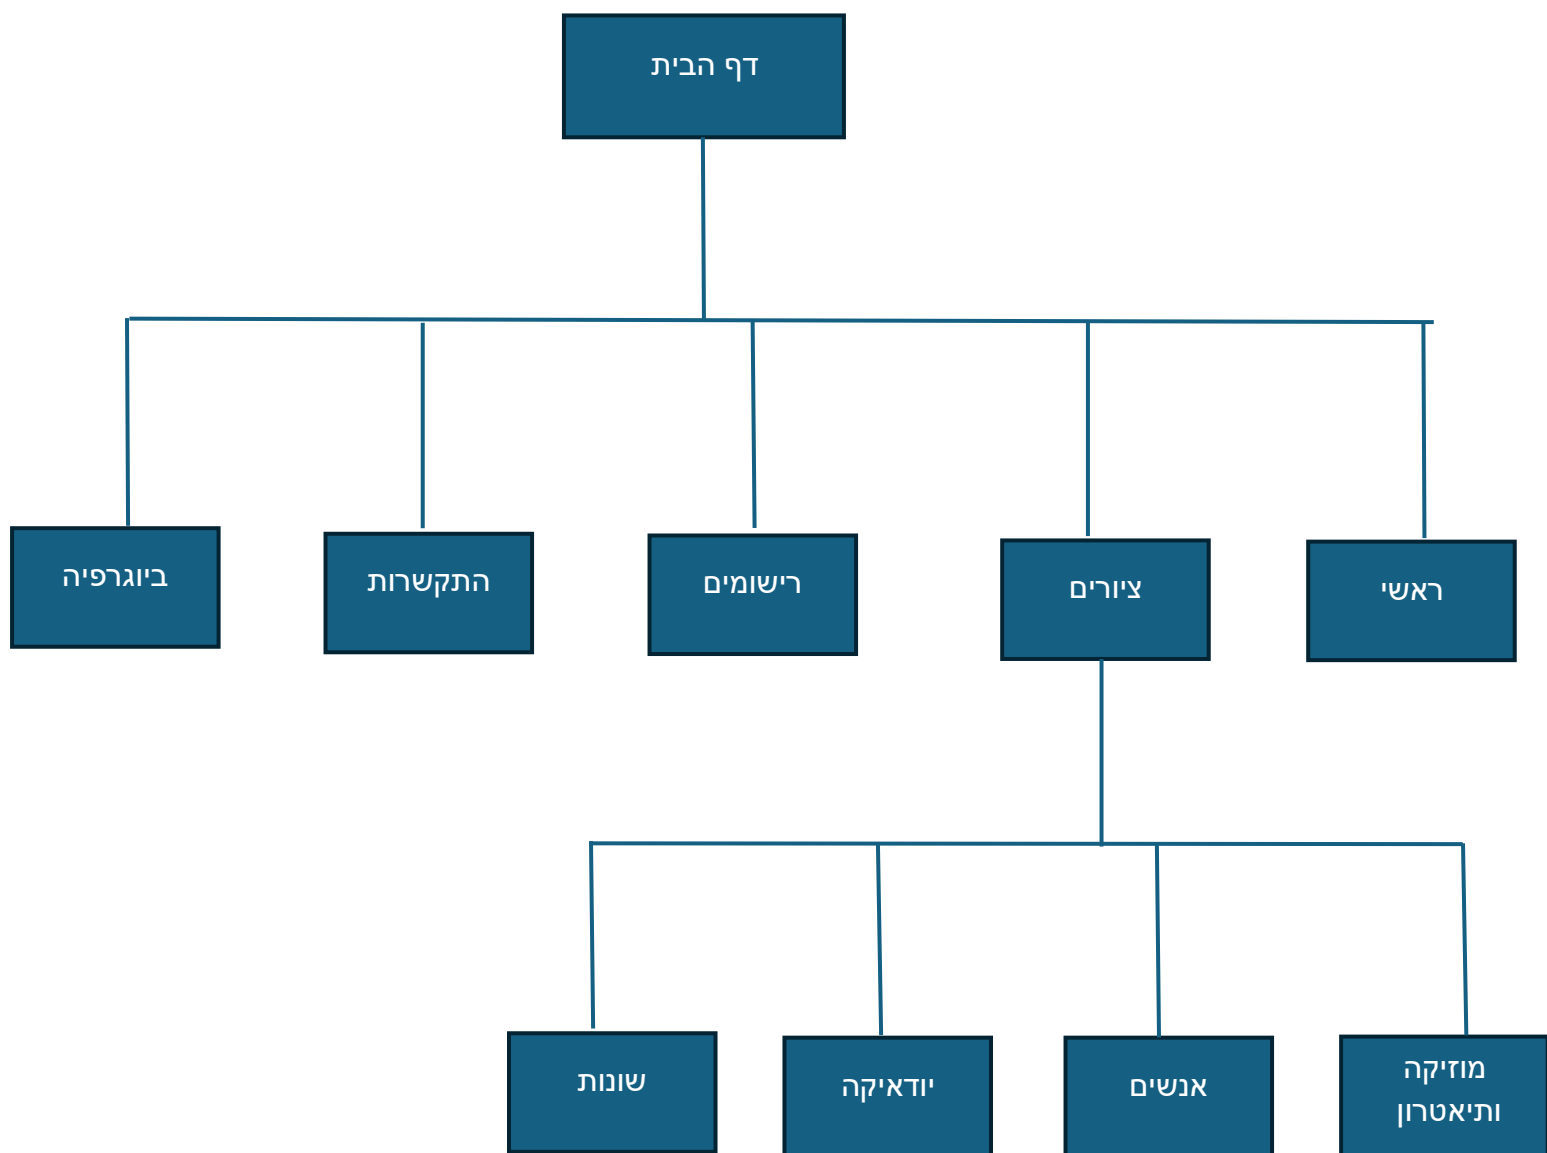 דף הבית
ראשי
ציורים
רישומים
התקשרות
ביוגרפיה
מוזיקה
ותיאטרון
אנשים
יודאיקה
שונות